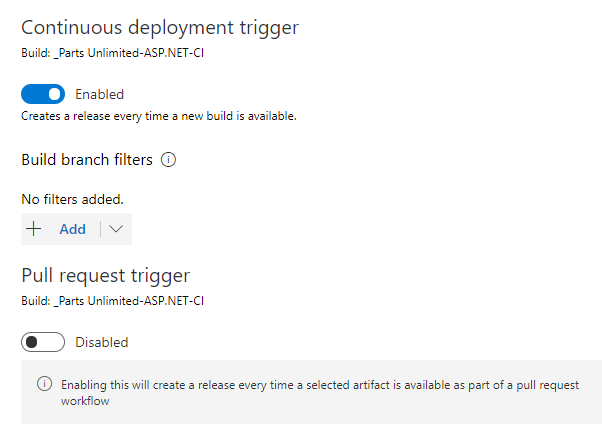 Continuous deployment trigger
Build: _Parts Unlimited-ASP.NET-CI
Enabled
Creates a release every time a new build is available.
Build branch filters
No filters added.
Add
Pull request trigger
Build: _Parts Unlimited-ASP.NET-CI
Disabled
Enabling this will create a release every time a selected artifact is available as part of a pull request
workflow